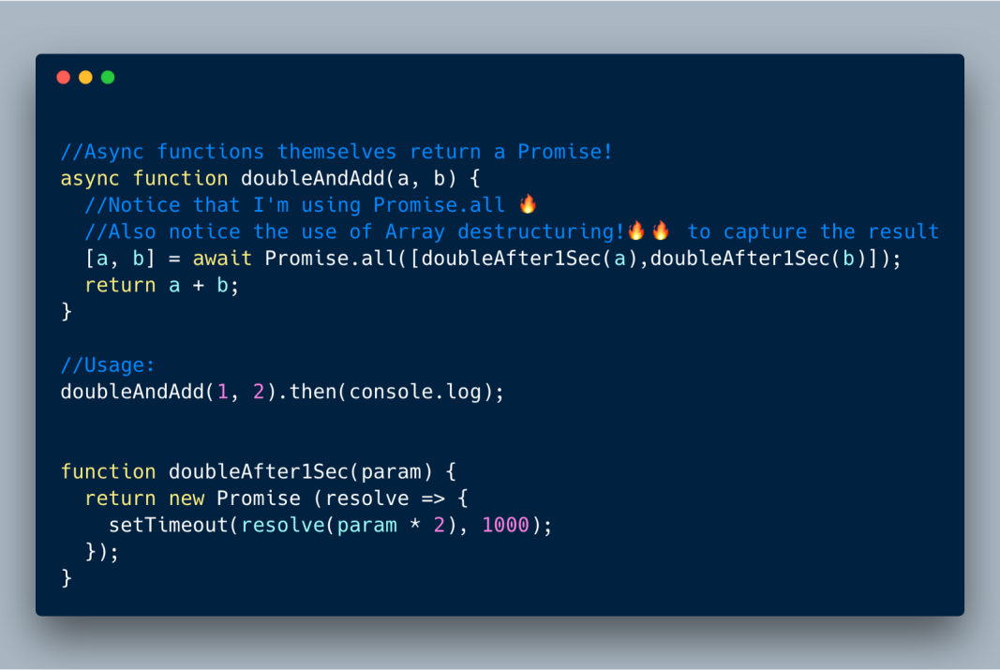 //Async functions themselves return a Promise!
async function doubleAndAdd(a, b) {
  //Notice that I'm using Promise.all 🔥
  //Also notice the use of Array destructuring!🔥🔥 to capture the result
  [a, b] = await Promise.all([doubleAfter1Sec(a),doubleAfter1Sec(b)]);
  return a + b;
}
//Usage:
doubleAndAdd(1, 2).then(console.log);
function doubleAfter1Sec(param) {
  return new Promise (resolve => {
    setTimeout(resolve(param * 2), 1000);
  });
}